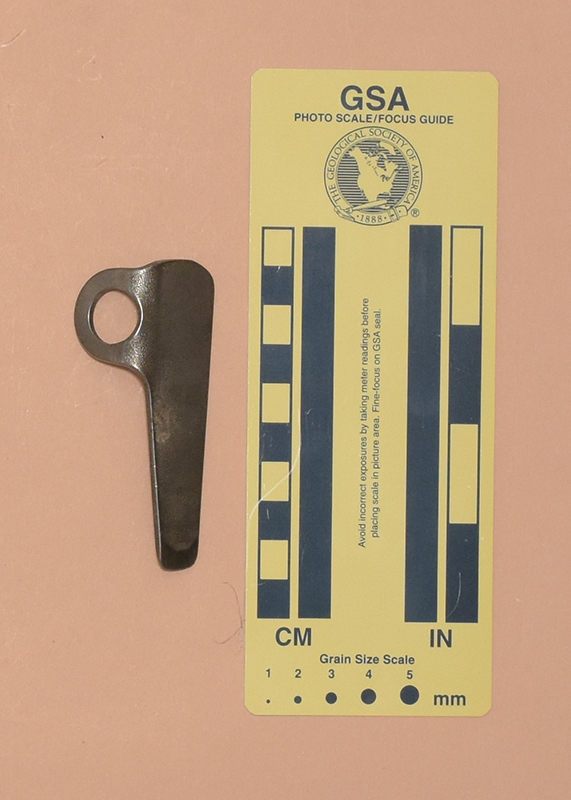 GSA
PHOTO SCALE/FOCUS GUIDE
THE GEOLOGICAL SOCIETY OF AMERICA
·1888·
®
Avoid incorrect exposures by taking meter readings before
placing scale in picture area. Fine-focus on GSA seal.
CM
IN
Grain Size Scale
1 2 3 4 5
mm